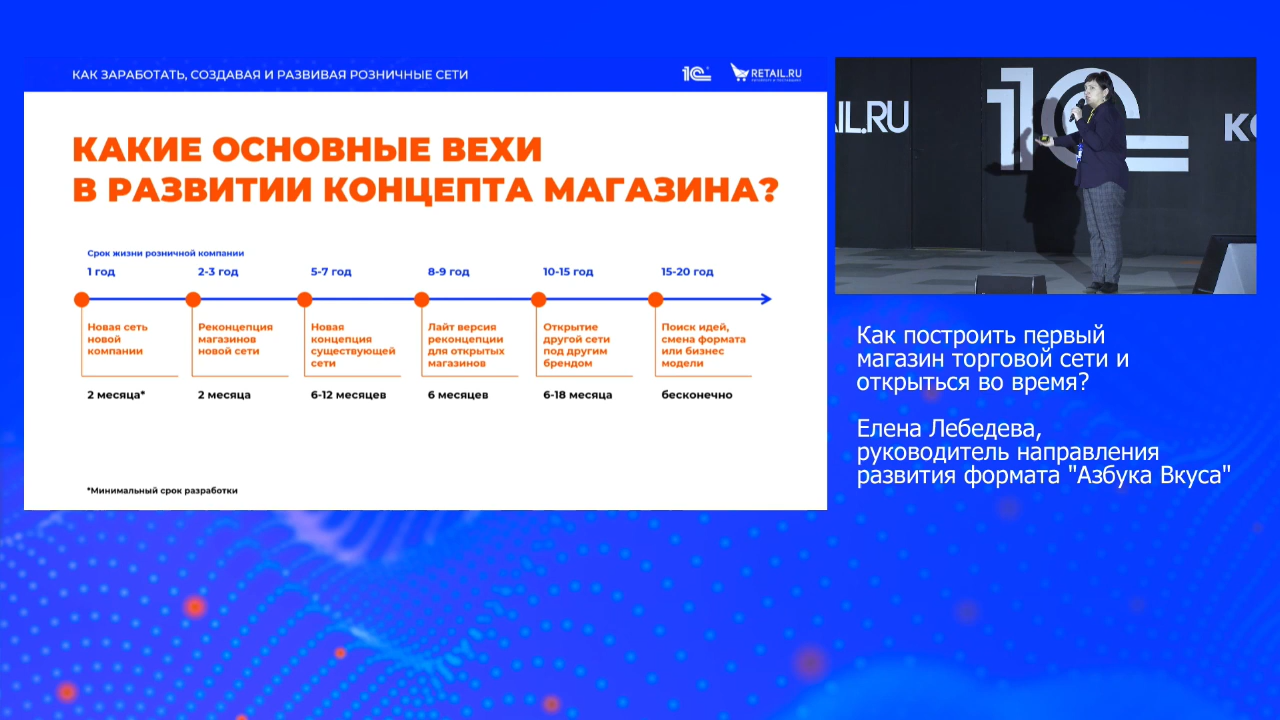 КАК ЗАРАБОТАТЬ, СОЗДАВАЯ И РАЗВИВАЯ РОЗНИЧНЫЕ СЕТИ
1С
RETAIL.RU
КАКИЕ ОСНОВНЫЕ ВЕХИ
В РАЗВИТИИ КОНЦЕПТА МАГАЗИНА?
Срок жизни розничной компании
1 год
2-3 год
5-7 год
8-9 год
10-15 год
15-20 год
Новая сеть
новой
компании
Реконцепция
магазинов
новой сети
Новая
концепция
существующей
сети
Лайт версия
реконцепции
для открытых
магазинов
Открытие
другой сети
под другим
брендом
Поиск идей,
смена формата
или бизнес
модели
2 месяца*
2 месяца
6-12 месяцев
6 месяцев
6-18 месяца
бесконечно
*Минимальный срок разработки
IL.RU
1С
Как построить первый
магазин торговой сети и
открыться во время?
Елена Лебедева,
руководитель направления
развития формата "Азбука Вкуса"